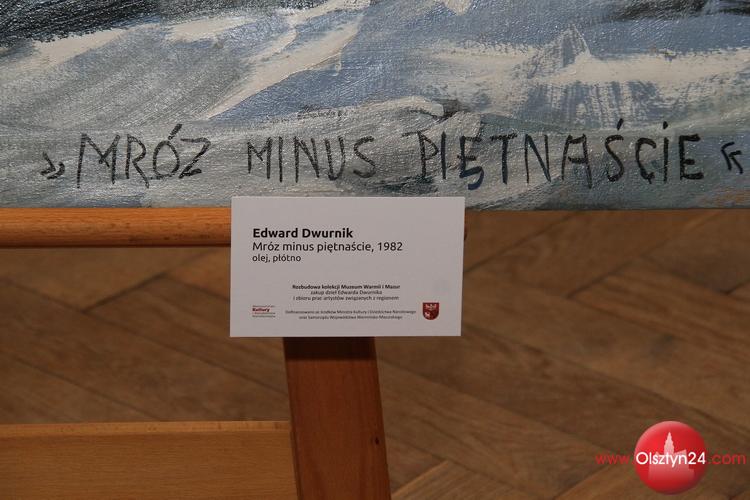 „MRÓZ MINUS PIĘTNAŚCIE”
Edward Dwurnik
Mróz minus piętnaście, 1982
olej, płótno
Rozbudowa kolekcji Muzeum Warmii i Mazur
zakup dzieł Edwarda Dwurnika
i zbioru prac artystów związanych z regionem
Dofinansowano ze środków Ministra Kultury i Dziedzictwa Narodowego
oraz Samorządu Województwa Warmińsko-Mazurskiego
www.Olsztyn24.com